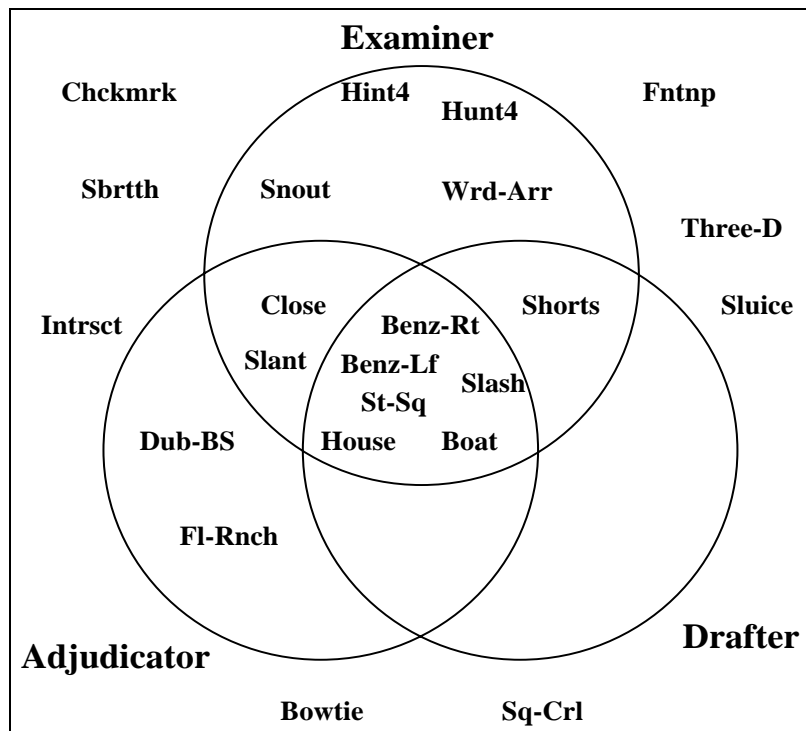 Examiner
Chckmrk
Hint4
Hunt4
Fntnp
Sbrtth
Snout
Wrd-Arr
Three-D
Intrsct
Close
Benz-Rt
Shorts
Sluice
Slant
Benz-Lf
Slash
St-Sq
Dub-BS
House
Boat
Fl-Rnch
Adjudicator
Drafter
Bowtie
Sq-Crl